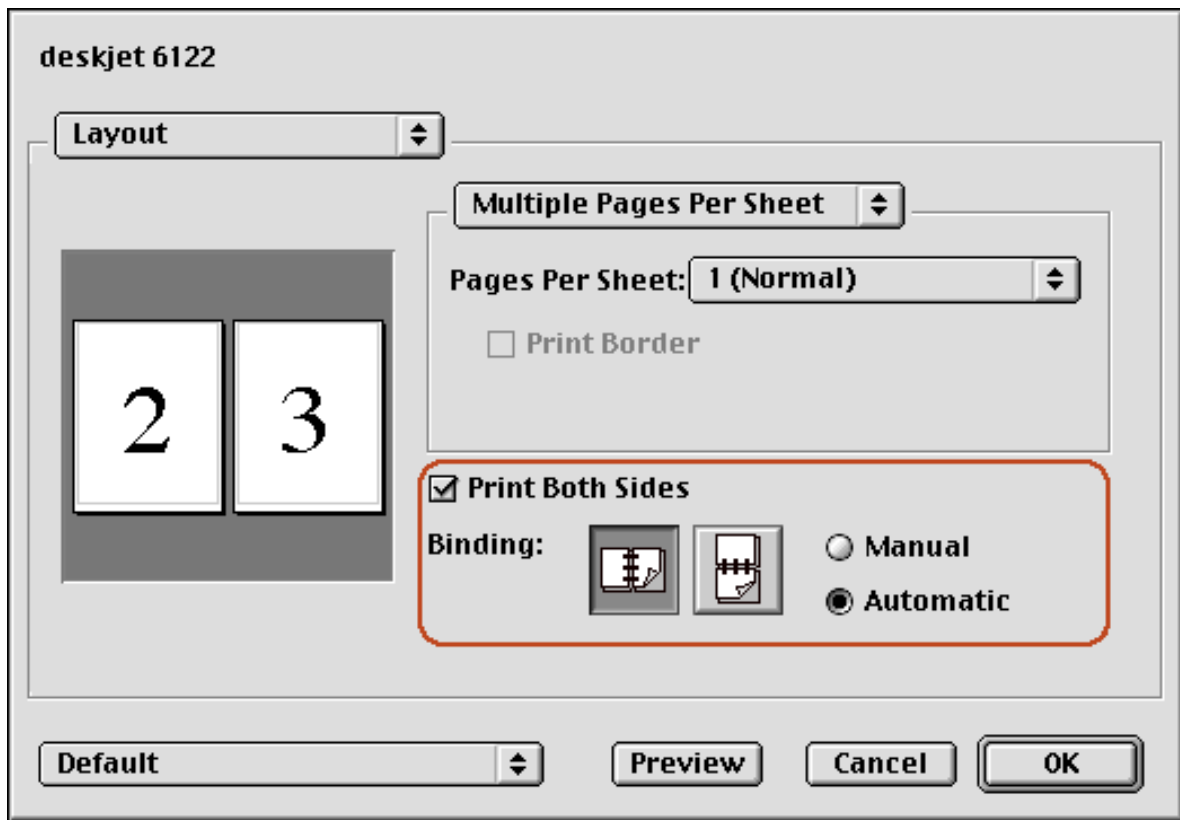 deskjet 6122
Layout
Multiple Pages Per Sheet
Pages Per Sheet: 1 (Normal)
Print Border
2 3
Print Both Sides
Binding:
Manual
Automatic
Default Preview Cancel OK